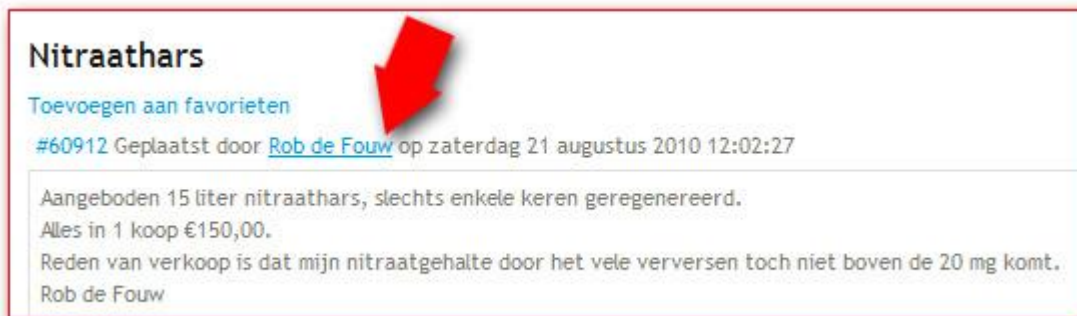 Nitraathars
Toevoegen aan favorieten
#60912 Geplaatst door Rob de Fouw op zaterdag 21 augustus 2010 12:02:27
Aangeboden 15 liter nitraathars, slechts enkele keren geregenereerd.
Alles in 1 koop €150,00.
Reden van verkoop is dat mijn nitraatgehalte door het vele verversen toch niet boven de 20 mg komt.
Rob de Fouw